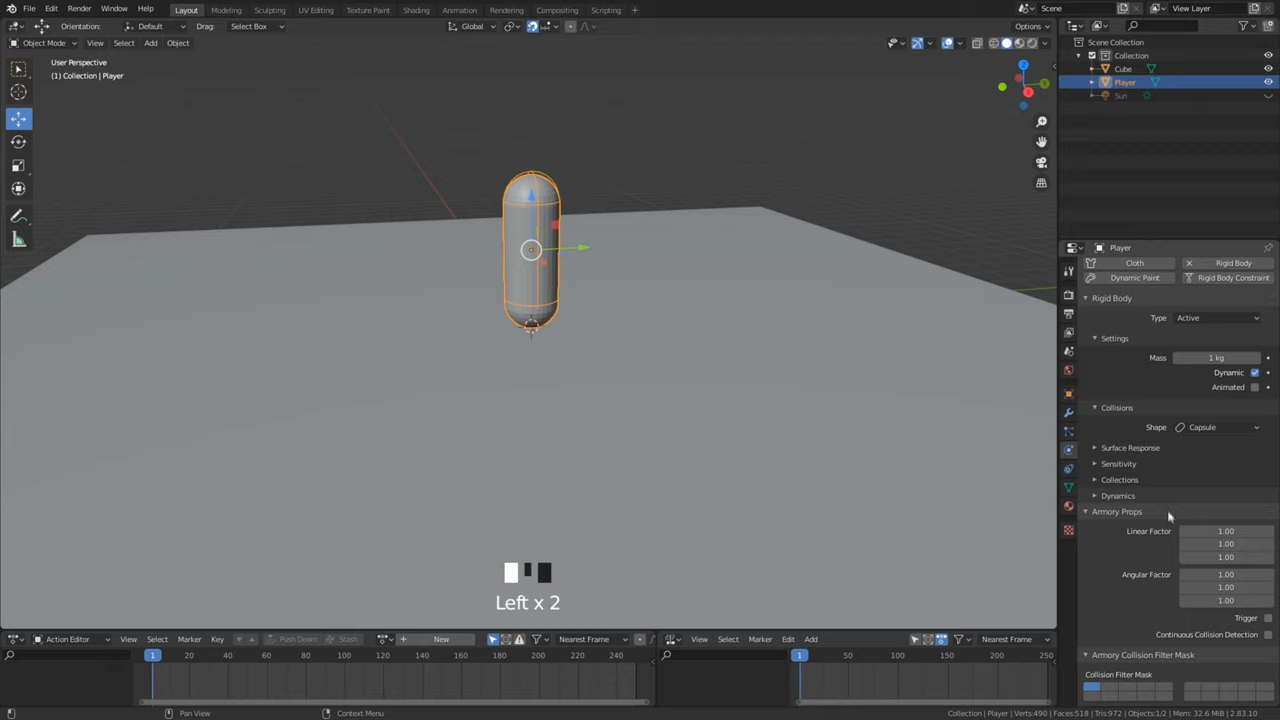 File Edit Render Window Help Layout Modeling Sculpting UV Editing Texture Paint Shading Animation Rendering Compositing Scripting + Scene View Layer
Orientation: Default Drag: Select Box Global Options
Object Mode View Select Add Object
User Perspective
(1) Collection | Player
Scene Collection
Collection
Cube
Player
Sun
Player
Cloth Rigid Body
Dynamic Paint Rigid Body Constraint
Rigid Body
Type Active
Settings
Mass 1 kg
Dynamic
Animated
Collisions
Shape Capsule
Surface Response
Sensitivity
Collections
Dynamics
Armory Props
Linear Factor 1.00
1.00
1.00
Angular Factor 1.00
1.00
1.00
Trigger
Continuous Collision Detection
Armory Collision Filter Mask
Collision Filter Mask
Left x 2
Action Editor View Select Marker Key Push Down Stash + New Nearest Frame View Select Marker Edit Add Nearest Frame
1 20 40 60 80 100 120 140 160 180 200 220 240 1 50 100 150 200 250
Pan View Context Menu Collection | Player | Verts:490 | Faces:518 | Tris:972 | Objects:1/2 | Mem: 32.6 MiB | 2.83.10